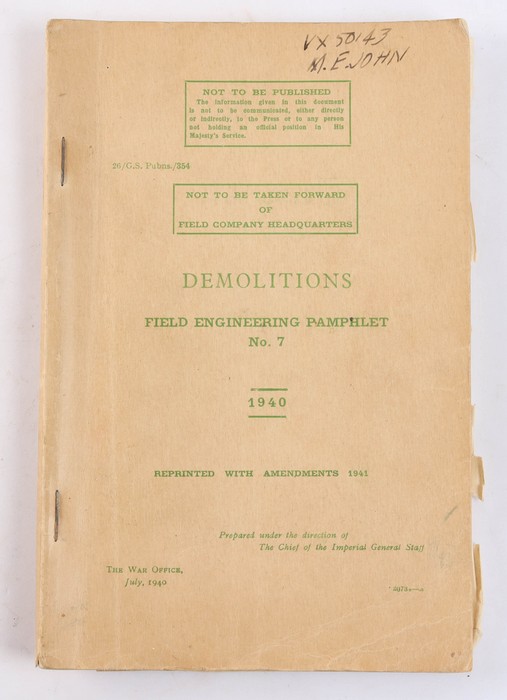 VX50143
M.E.JOHN
NOT TO BE PUBLISHED
The information given in this document
is not to be communicated, either directly
or indirectly, to the Press or to any person
not holding an official position in His
Majesty's Service.
26/G.S. Pubns./354
NOT TO BE TAKEN FORWARD
OF
FIELD COMPANY HEADQUARTERS
DEMOLITIONS
FIELD ENGINEERING PAMPHLET
No. 7
1940
REPRINTED WITH AMENDMENTS 1941
Prepared under the direction of
The Chief of the Imperial General Staff
THE WAR OFFICE,
July, 1940